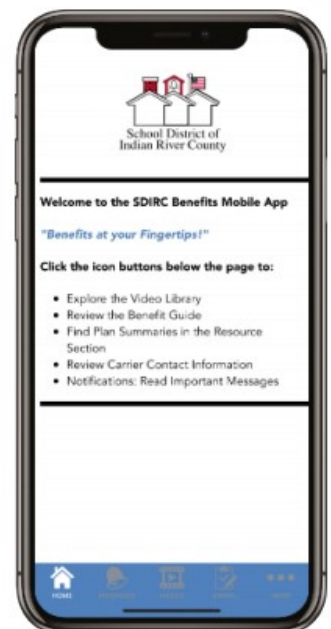 School District of
Indian River County
Welcome to the SDIRC Benefits Mobile App
"Benefits at your Fingertips!"
Click the icon buttons below the page to:
• Explore the Video Library
• Review the Benefit Guide
• Find Plan Summaries in the Resource
Section
• Review Carrier Contact Information
• Notifications: Read Important Messages
HOME